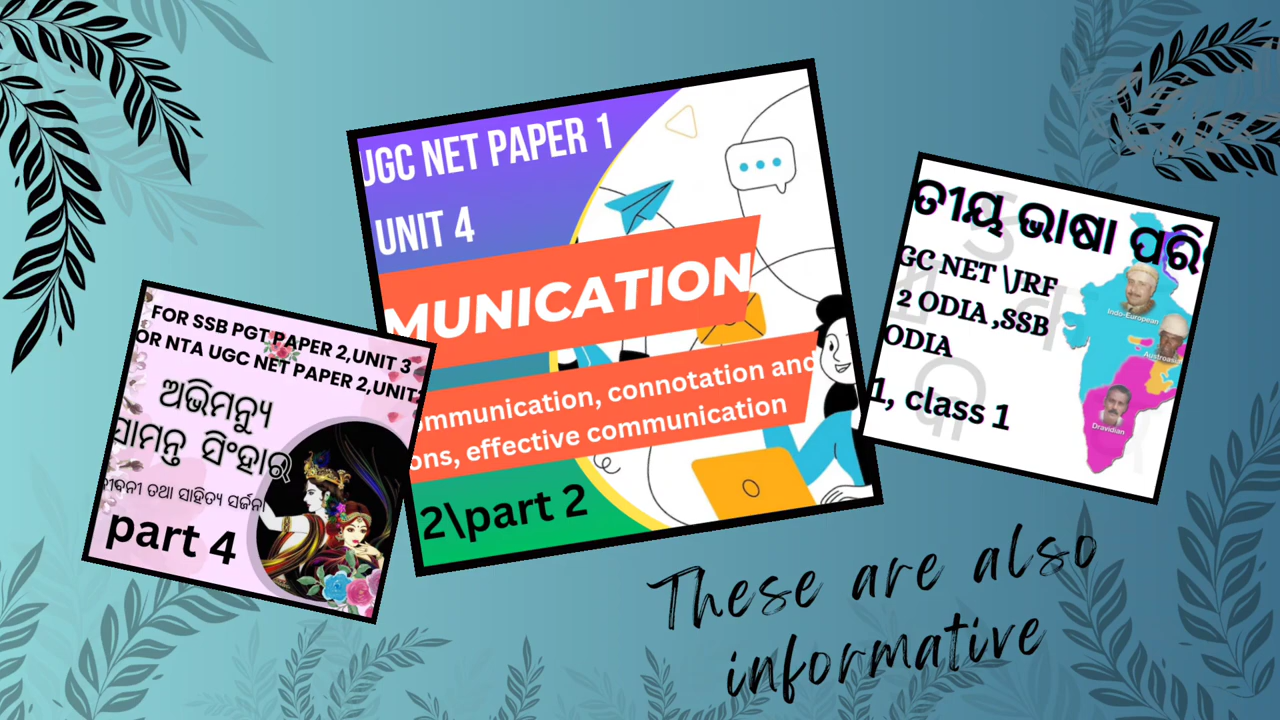 FOR SSB PGT PAPER 2,UNIT 3
OR NTA UGC NET PAPER 2,UNIT
ଅଭିମନ୍ୟୁ
ସାମନ୍ତ ସିଂହାର
ଜୀବନୀ ତଥା ସାହିତ୍ୟ ସର୍ଜନା
part 4
UGC NET PAPER 1
UNIT 4
MUNICATION
ommunication, connotation and
ons, effective communication
2\part 2
ତୀୟ ଭାଷା ପରି
GC NET \JRF
2 ODIA ,SSB
ODIA
1, class 1
Indo-European
Austroasi
Dravidian
These are also
informative